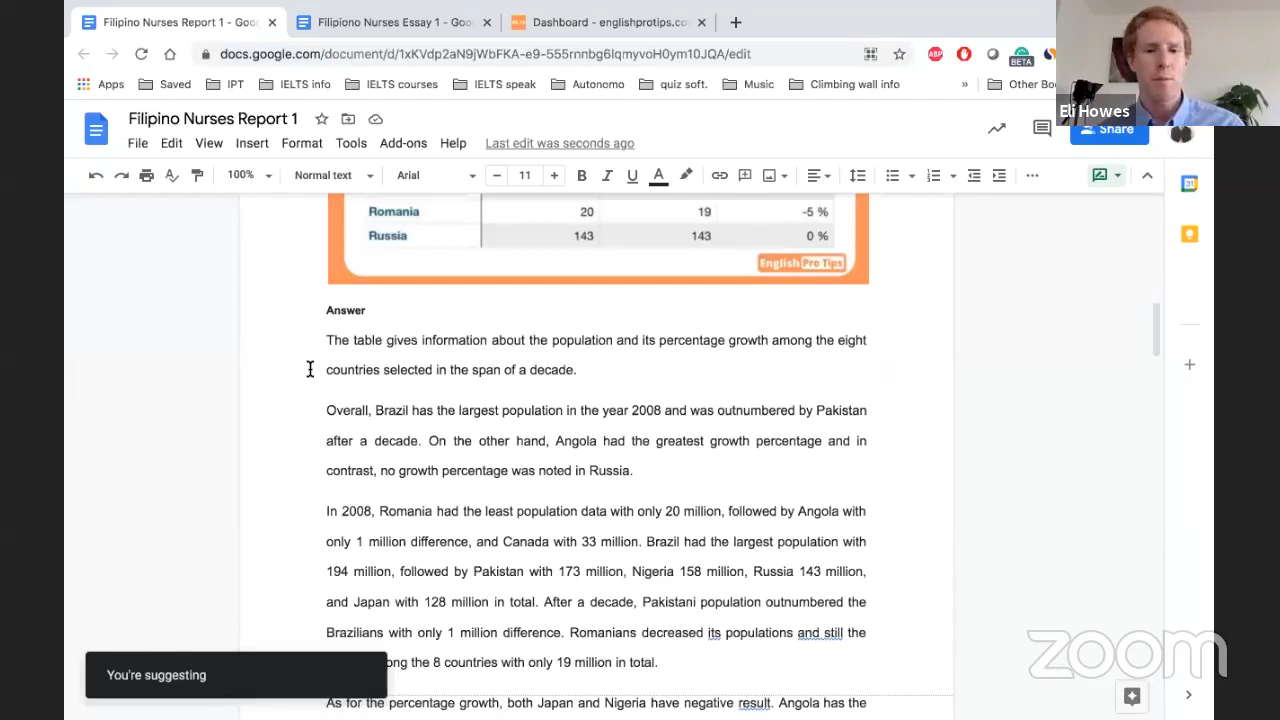 Filipino Nurses Report 1 - Goo
Filipiono Nurses Essay 1 - Goo
Dashboard - englishprotips.co
docs.google.com/document/d/1xKVdp2aN9jWbFKA-e9-555rnnbg6lqmyvoH0ym10JQA/edit
ABP
BETA
Apps
Saved
IPT
IELTS info
IELTS courses
IELTS speak
Autonomo
quiz soft.
Music
Climbing wall info
»
Other Boo
Eli Howes
Filipino Nurses Report 1
Share
File Edit View Insert Format Tools Add-ons Help Last edit was seconds ago
100% Normal text Arial 11 B I U A
31
Romania 20 19 -5 %
Russia 143 143 0 %
English Pro Tips
Answer
The table gives information about the population and its percentage growth among the eight
countries selected in the span of a decade.
Overall, Brazil has the largest population in the year 2008 and was outnumbered by Pakistan
after a decade. On the other hand, Angola had the greatest growth percentage and in
contrast, no growth percentage was noted in Russia.
In 2008, Romania had the least population data with only 20 million, followed by Angola with
only 1 million difference, and Canada with 33 million. Brazil had the largest population with
194 million, followed by Pakistan with 173 million, Nigeria 158 million, Russia 143 million,
and Japan with 128 million in total. After a decade, Pakistani population outnumbered the
Brazilians with only 1 million difference. Romanians decreased its populations and still the
ong the 8 countries with only 19 million in total.
You're suggesting
As for the percentage growth, both Japan and Nigeria have negative result. Angola has the
zoom